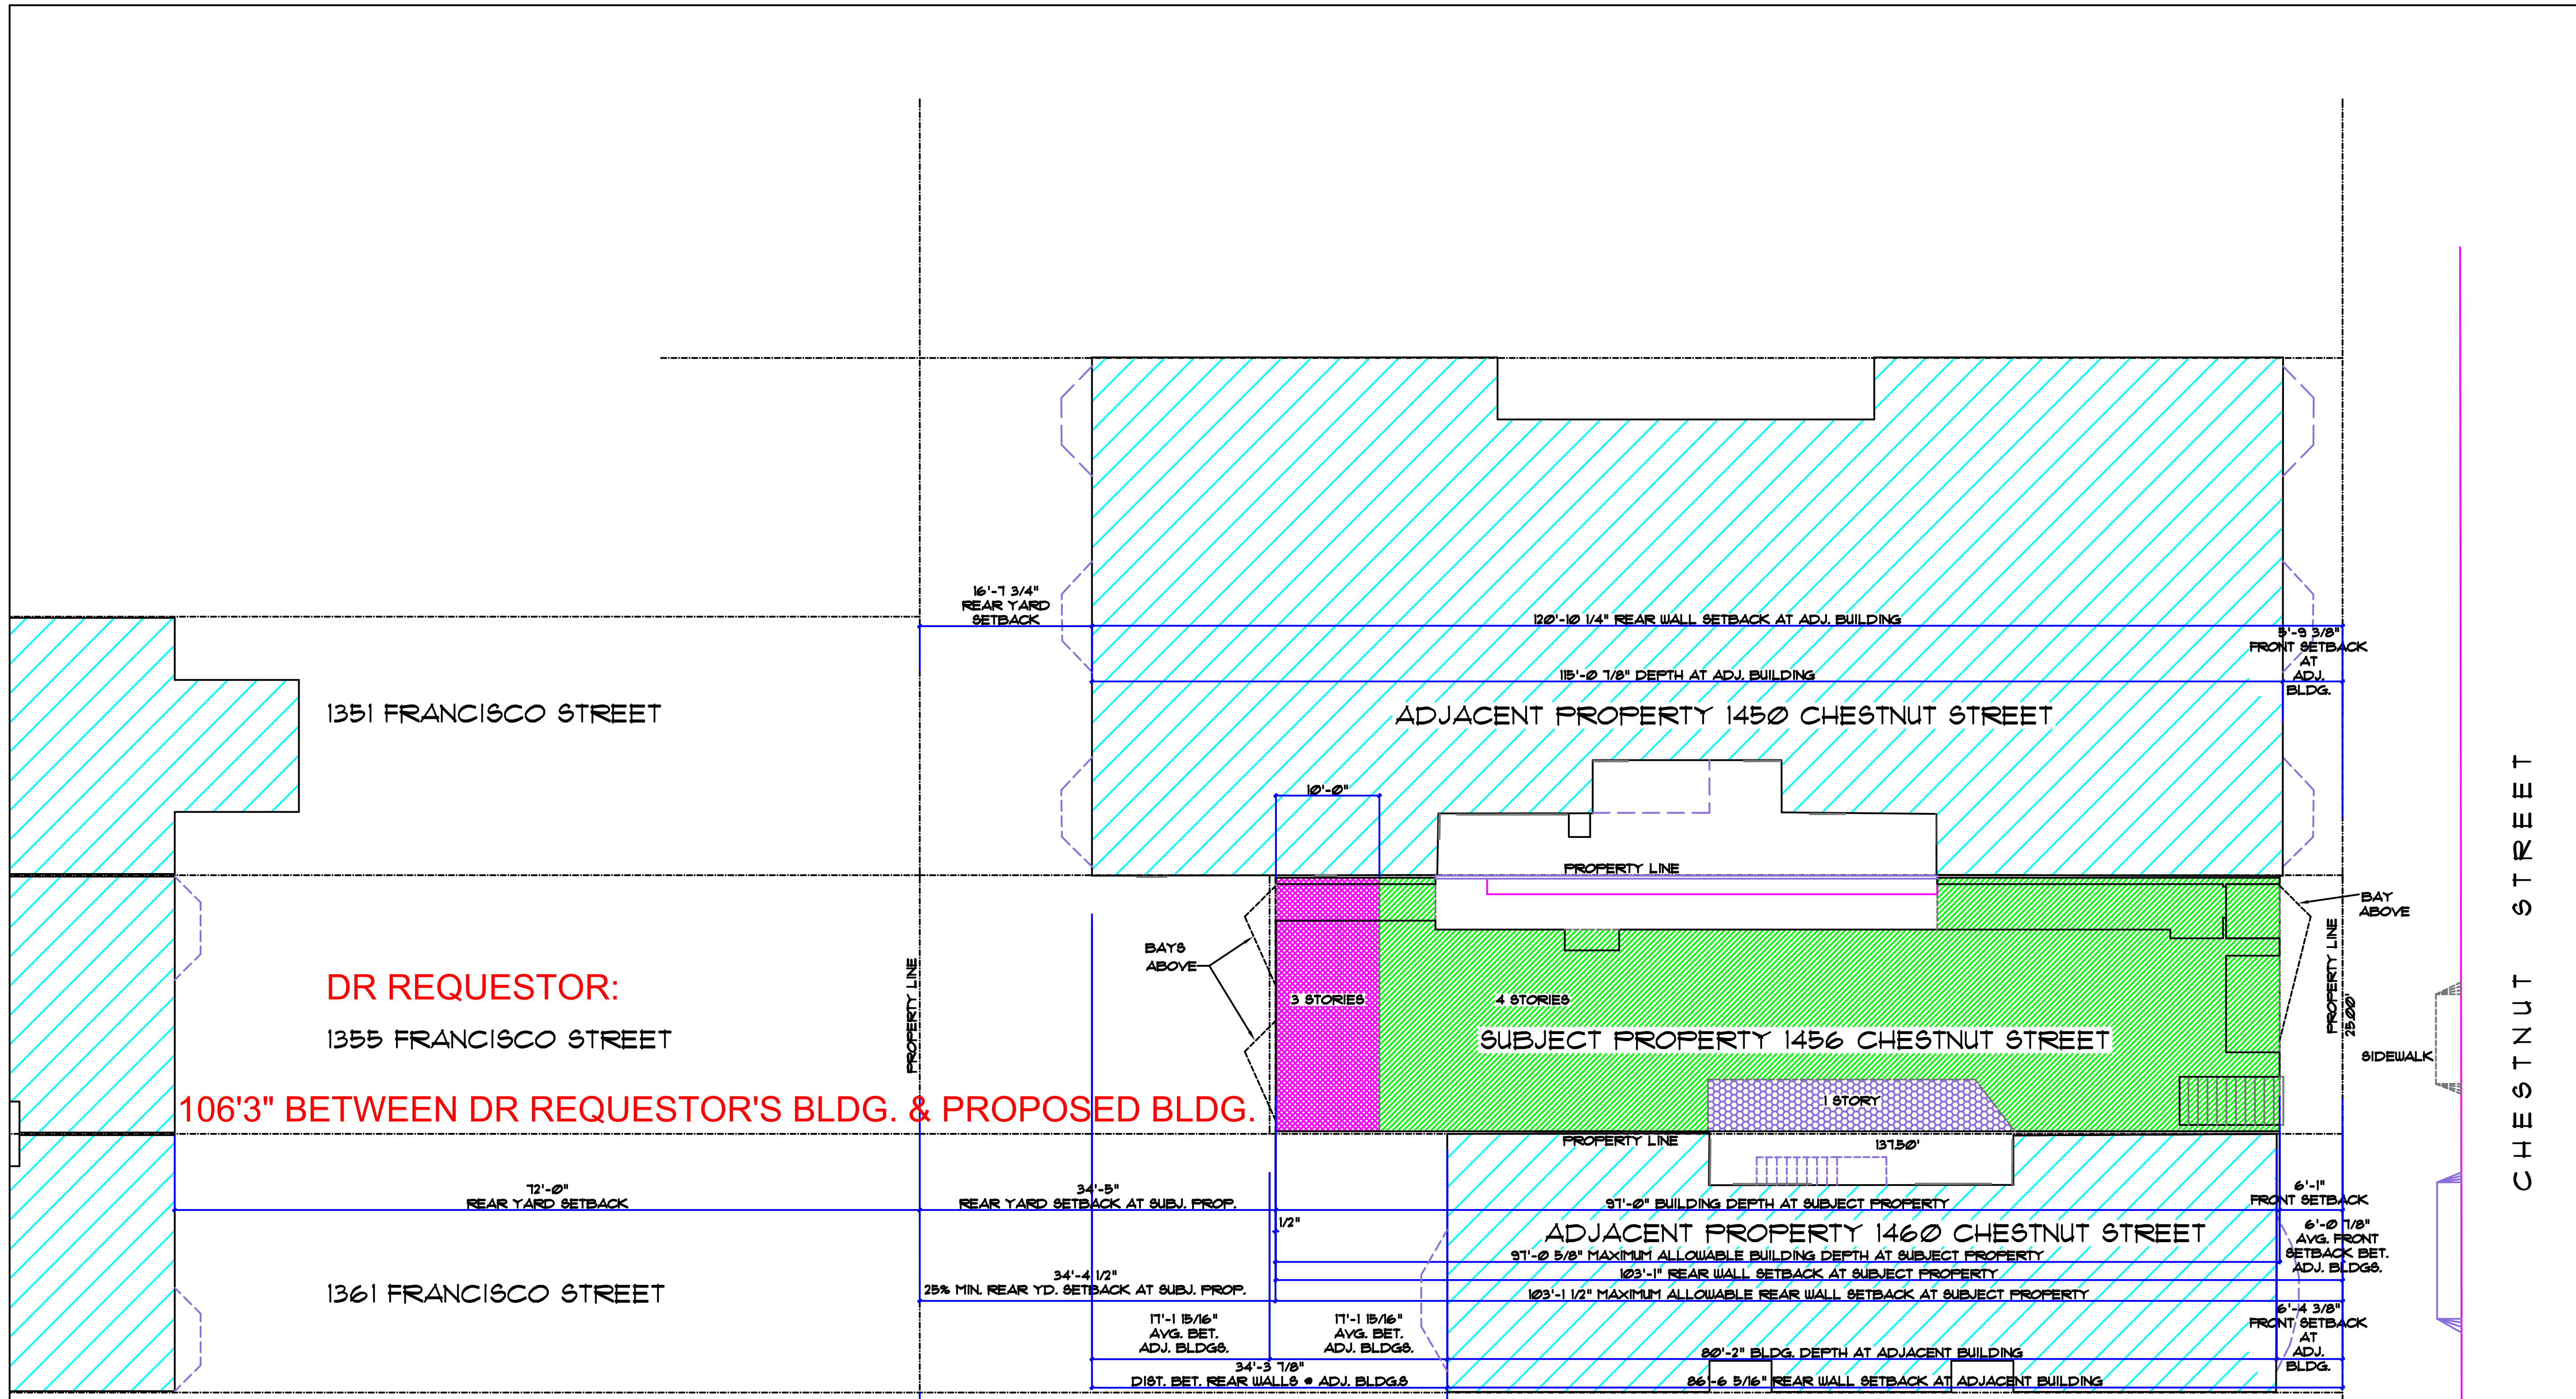 16'-7 3/4"
REAR YARD
SETBACK
120'-10 1/4" REAR WALL SETBACK AT ADJ. BUILDING
5'-9 3/8"
FRONT SETBACK
AT
ADJ.
BLDG.
115'-0 7/8" DEPTH AT ADJ. BUILDING
1351 FRANCISCO STREET
ADJACENT PROPERTY 1450 CHESTNUT STREET
10'-0"
PROPERTY LINE
BAY
ABOVE
BAYS
ABOVE
PROPERTY LINE
PROPERTY LINE
25.00'
DR REQUESTOR:
1355 FRANCISCO STREET
3 STORIES
4 STORIES
SUBJECT PROPERTY 1456 CHESTNUT STREET
SIDEWALK
CHESTNUT STREET
106'3" BETWEEN DR REQUESTOR'S BLDG. & PROPOSED BLDG.
1 STORY
PROPERTY LINE
137.50'
72'-0"
REAR YARD SETBACK
34'-5"
REAR YARD SETBACK AT SUBJ. PROP.
97'-0" BUILDING DEPTH AT SUBJECT PROPERTY
6'-1"
FRONT SETBACK
1/2"
ADJACENT PROPERTY 1460 CHESTNUT STREET
6'-0 7/8"
AVG. FRONT
SETBACK BET.
ADJ. BLDGS.
97'-0 5/8" MAXIMUM ALLOWABLE BUILDING DEPTH AT SUBJECT PROPERTY
103'-1" REAR WALL SETBACK AT SUBJECT PROPERTY
34'-4 1/2"
25% MIN. REAR YD. SETBACK AT SUBJ. PROP.
103'-1 1/2" MAXIMUM ALLOWABLE REAR WALL SETBACK AT SUBJECT PROPERTY
1361 FRANCISCO STREET
17'-1 15/16"
AVG. BET.
ADJ. BLDGS.
17'-1 15/16"
AVG. BET.
ADJ. BLDGS.
6'-4 3/8"
FRONT SETBACK
AT
ADJ.
BLDG.
80'-2" BLDG. DEPTH AT ADJACENT BUILDING
34'-3 7/8"
DIST. BET. REAR WALLS @ ADJ. BLDG.S
86'-6 5/16" REAR WALL SETBACK AT ADJACENT BUILDING